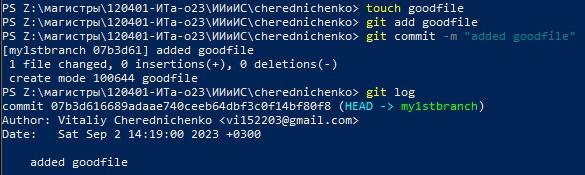 PS Z:\магистры\120401-ИТа-о23\ИИиИС\cherednichenko> touch goodfile
PS Z:\магистры\120401-ИТа-о23\ИИиИС\cherednichenko> git add goodfile
PS Z:\магистры\120401-ИТа-о23\ИИиИС\cherednichenko> git commit -m "added goodfile"
[my1stbranch 07b3d61] added goodfile
1 file changed, 0 insertions(+), 0 deletions(-)
create mode 100644 goodfile
PS Z:\магистры\120401-ИТа-о23\ИИиИС\cherednichenko> git log
commit 07b3d616689adaae740ceeb64dbf3c0f14bf80f8 (HEAD -> my1stbranch)
Author: Vitaliy Cherednichenko <vi152203@gmail.com>
Date:   Sat Sep 2 14:19:00 2023 +0300
added goodfile